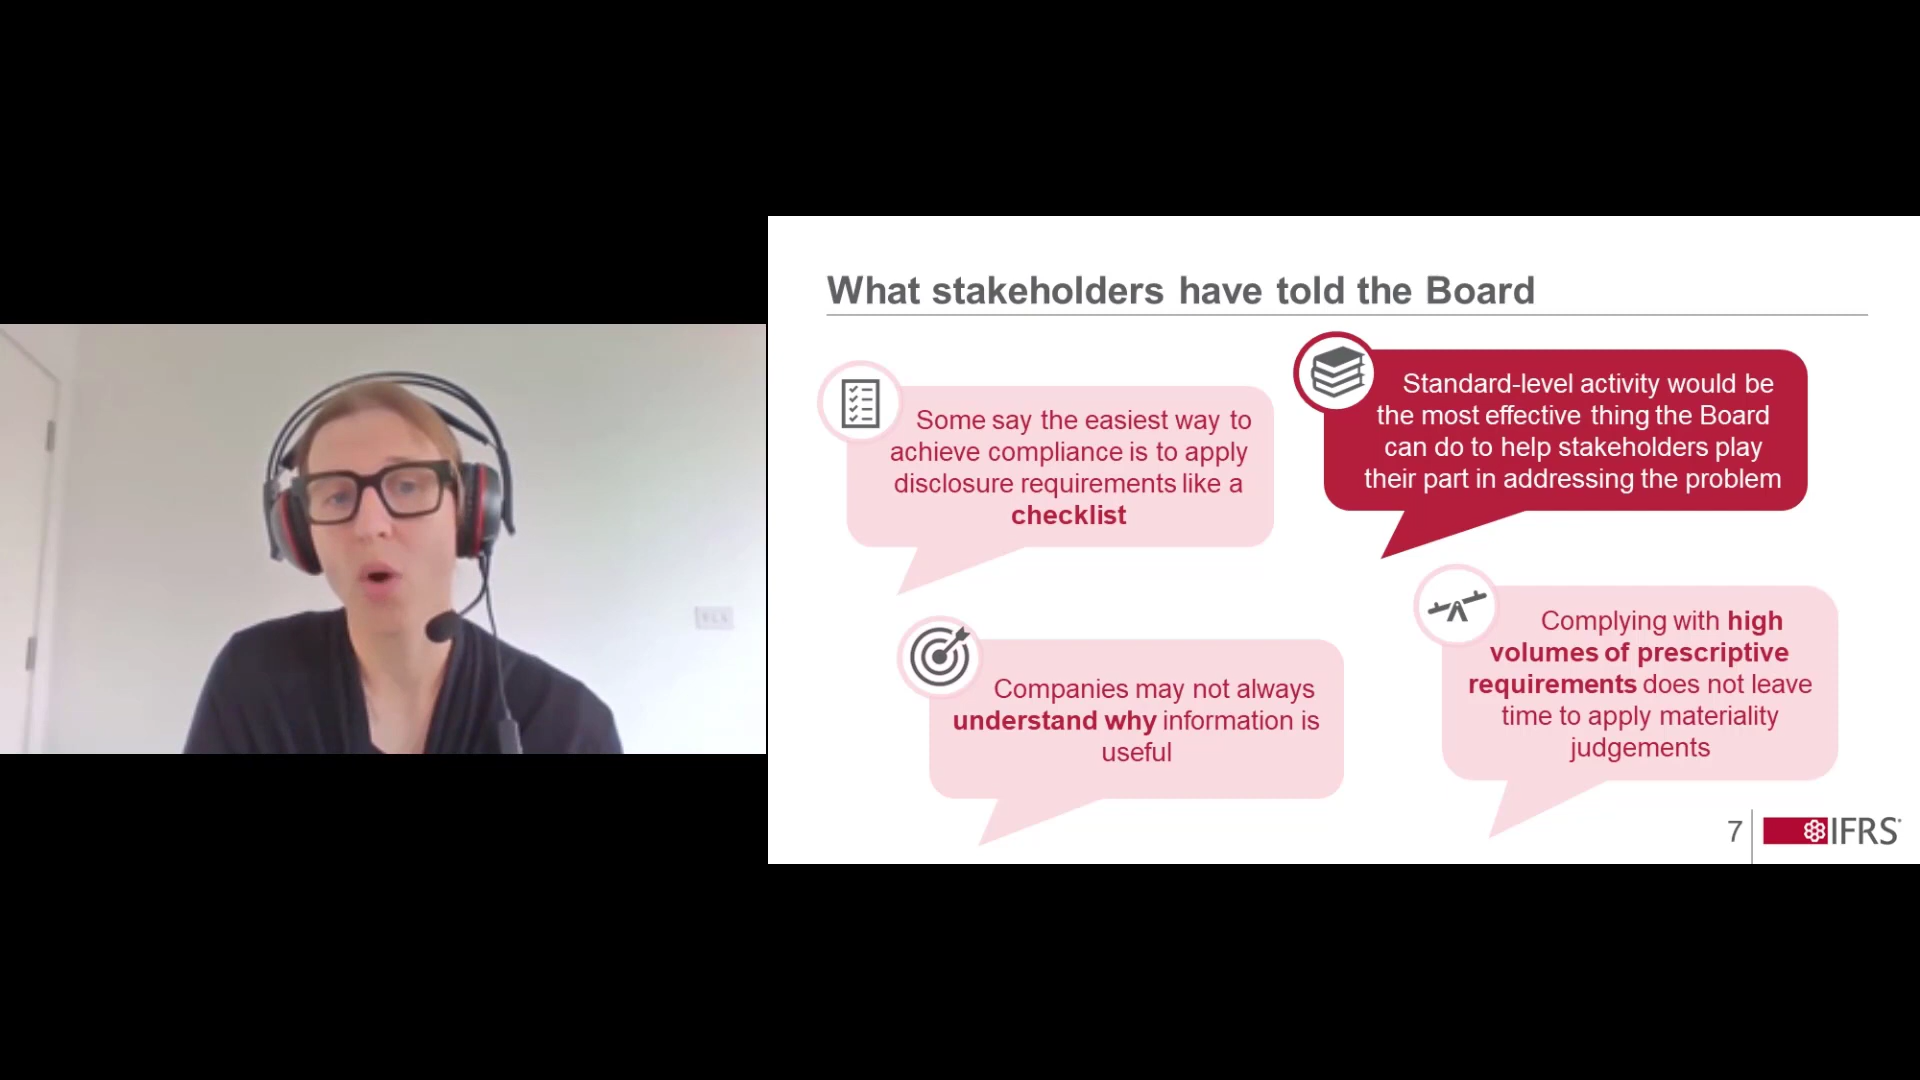 What stakeholders have told the Board
Some say the easiest way to
achieve compliance is to apply
disclosure requirements like a
checklist
Standard-level activity would be
the most effective thing the Board
can do to help stakeholders play
their part in addressing the problem
Companies may not always
understand why information is
useful
Complying with high
volumes of prescriptive
requirements does not leave
time to apply materiality
judgements
7
IFRS®